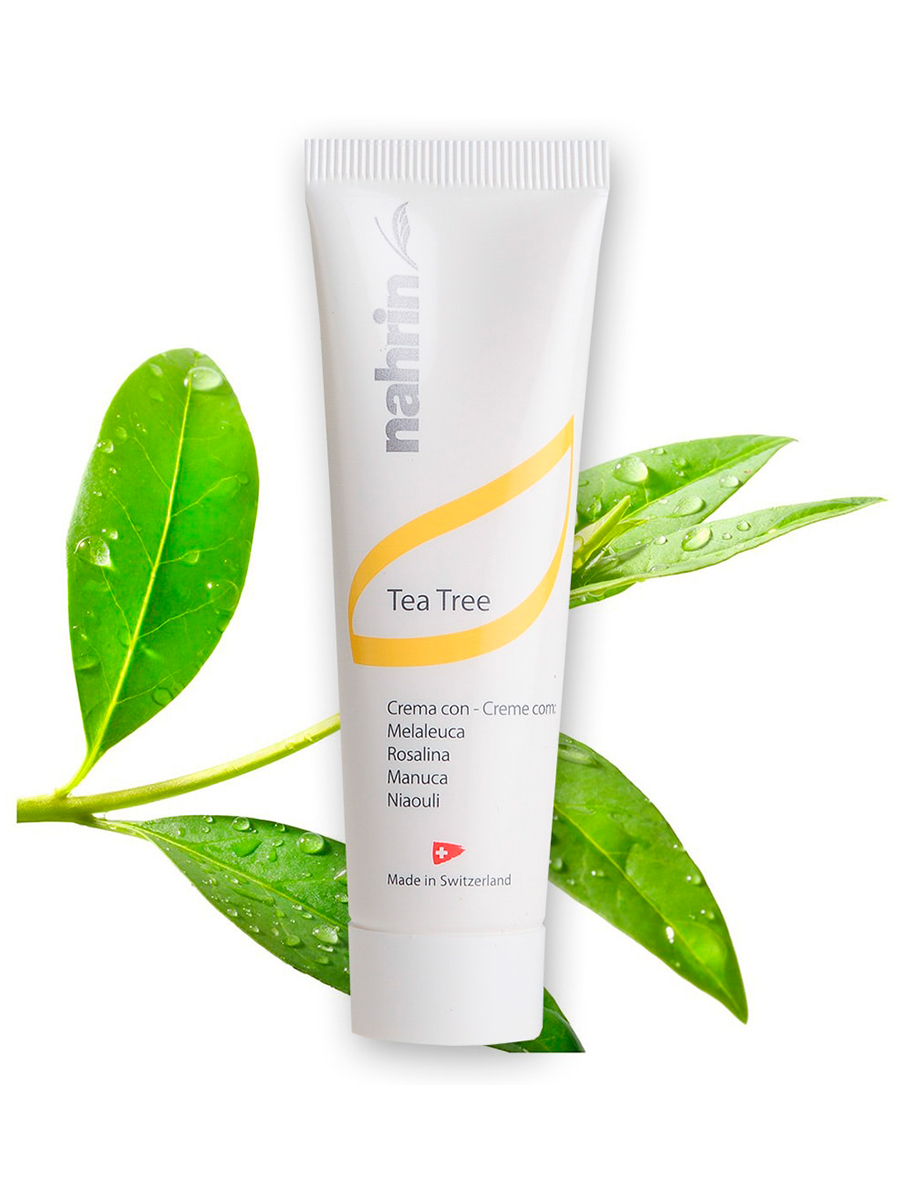 nahrin
Tea Tree
Crema con - Creme com:
Melaleuca
Rosalina
Manuca
Niaouli
Made in Switzerland